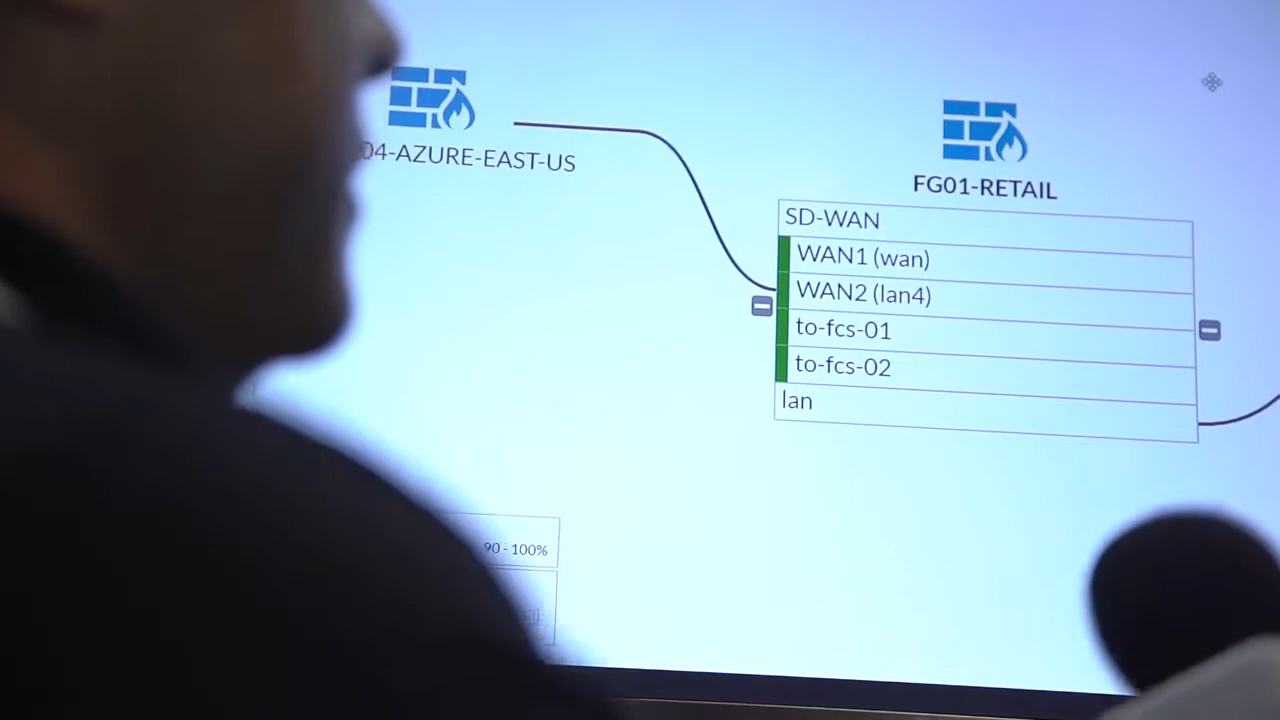 04-AZURE-EAST-US
FG01-RETAIL
SD-WAN
WAN1 (wan)
WAN2 (lan4)
to-fcs-01
to-fcs-02
lan
90 - 100%